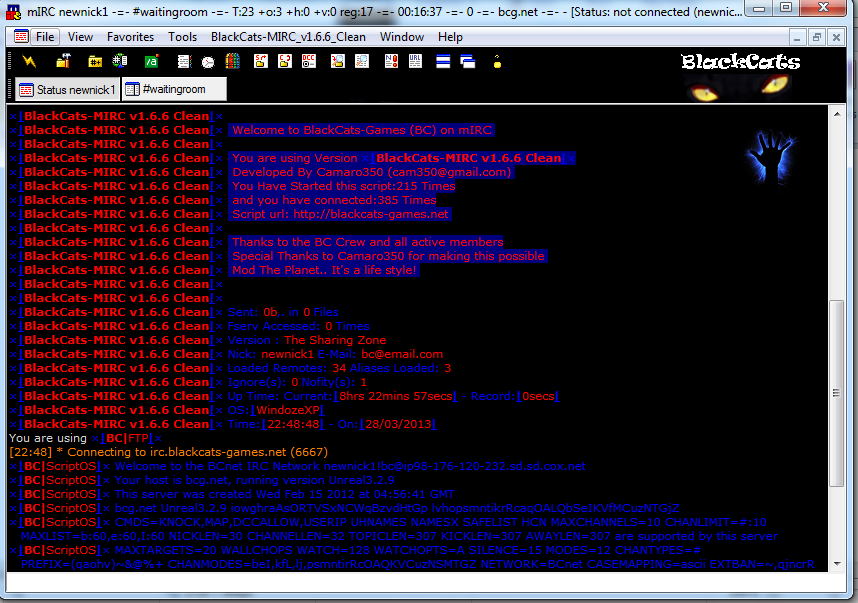 mIRC newnick1 -=- #waitingroom -=- T:23 +o:3 +h:0 +v:0 reg:17 -=- 00:16:37 -=- 0 -=- bcg.net -=- - [Status: not connected (newnic...
File View Favorites Tools BlackCats-MIRC_v1.6.6_Clean Window Help
BlackCats
Status newnick1 #waitingroom
×[BlackCats-MIRC v1.6.6 Clean]×
×[BlackCats-MIRC v1.6.6 Clean]× Welcome to BlackCats-Games (BC) on mIRC
×[BlackCats-MIRC v1.6.6 Clean]×
×[BlackCats-MIRC v1.6.6 Clean]× You are using Version ×[BlackCats-MIRC v1.6.6 Clean]×
×[BlackCats-MIRC v1.6.6 Clean]× Developed By Camaro350 (cam350@gmail.com)
×[BlackCats-MIRC v1.6.6 Clean]× You Have Started this script:215 Times
×[BlackCats-MIRC v1.6.6 Clean]× and you have connected:385 Times
×[BlackCats-MIRC v1.6.6 Clean]× Script url: http://blackcats-games.net
×[BlackCats-MIRC v1.6.6 Clean]×
×[BlackCats-MIRC v1.6.6 Clean]× Thanks to the BC Crew and all active members
×[BlackCats-MIRC v1.6.6 Clean]× Special Thanks to Camaro350 for making this possible
×[BlackCats-MIRC v1.6.6 Clean]× Mod The Planet.. It's a life style!
×[BlackCats-MIRC v1.6.6 Clean]×
×[BlackCats-MIRC v1.6.6 Clean]×
×[BlackCats-MIRC v1.6.6 Clean]× Sent: 0b,. in 0 Files
×[BlackCats-MIRC v1.6.6 Clean]× Fserv Accessed: 0 Times
×[BlackCats-MIRC v1.6.6 Clean]× Version : The Sharing Zone
×[BlackCats-MIRC v1.6.6 Clean]× Nick: newnick1 E-Mail: bc@email.com
×[BlackCats-MIRC v1.6.6 Clean]× Loaded Remotes: 34 Aliases Loaded: 3
×[BlackCats-MIRC v1.6.6 Clean]× Ignore(s): 0 Nofity(s): 1
×[BlackCats-MIRC v1.6.6 Clean]× Up Time: Current:[8hrs 22mins 57secs] - Record:[0secs]
×[BlackCats-MIRC v1.6.6 Clean]× OS:[WindozeXP]
×[BlackCats-MIRC v1.6.6 Clean]× Time:[22:48:48] - On:[28/03/2013]
You are using ×[BC|FTP]×
[22:48] * Connecting to irc.blackcats-games.net (6667)
×[BC|ScriptOS]× Welcome to the BCnet IRC Network newnick1!bc@ip98-176-120-232.sd.sd.cox.net
×[BC|ScriptOS]× Your host is bcg.net, running version Unreal3.2.9
×[BC|ScriptOS]× This server was created Wed Feb 15 2012 at 04:56:41 GMT
×[BC|ScriptOS]× bcg.net Unreal3.2.9 iowghraAsORTVSxNCWqBzvdHtGp lvhopsmntikrRcaqOALQbSeIKVfMCuzNTGjZ
×[BC|ScriptOS]× CMDS=KNOCK,MAP,DCCALLOW,USERIP UHNAMES NAMESX SAFELIST HCN MAXCHANNELS=10 CHANLIMIT=#:10
MAXLIST=b:60,e:60,I:60 NICKLEN=30 CHANNELLEN=32 TOPICLEN=307 KICKLEN=307 AWAYLEN=307 are supported by this server
×[BC|ScriptOS]× MAXTARGETS=20 WALLCHOPS WATCH=128 WATCHOPTS=A SILENCE=15 MODES=12 CHANTYPES=#
PREFIX=(qaohv)~&@%+ CHANMODES=beI,kfL,lj,psmntirRcOAQKVCuzNSMTGZ NETWORK=BCnet CASEMAPPING=ascii EXTBAN=~,qjncrR